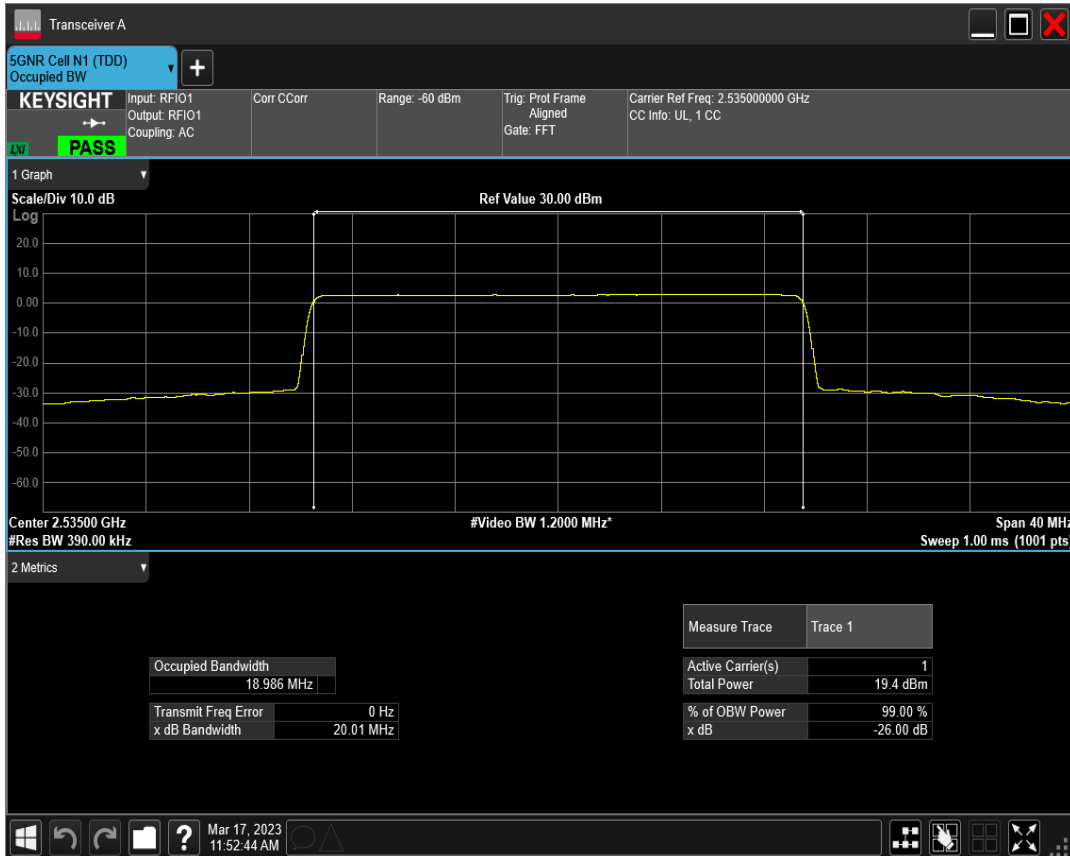 Transceiver A
5GNR Cell N1 (TDD)
Occupied BW
+
KEYSIGHT
LXI
PASS
Input: RFIO1
Output: RFIO1
Coupling: AC
Corr CCorr
Range: -60 dBm
Trig: Prot Frame
Aligned
Gate: FFT
Carrier Ref Freq: 2.535000000 GHz
CC Info: UL, 1 CC
1 Graph
Scale/Div 10.0 dB
Ref Value 30.00 dBm
Log
20.0
10.0
0.00
-10.0
-20.0
-30.0
-40.0
-50.0
-60.0
Center 2.53500 GHz
#Video BW 1.2000 MHz*
Span 40 MHz
#Res BW 390.00 kHz
Sweep 1.00 ms (1001 pts)
2 Metrics
Measure Trace Trace 1
Occupied Bandwidth
18.986 MHz
Active Carrier(s) 1
Total Power 19.4 dBm
Transmit Freq Error 0 Hz
x dB Bandwidth 20.01 MHz
% of OBW Power 99.00 %
x dB -26.00 dB
?
Mar 17, 2023
11:52:44 AM